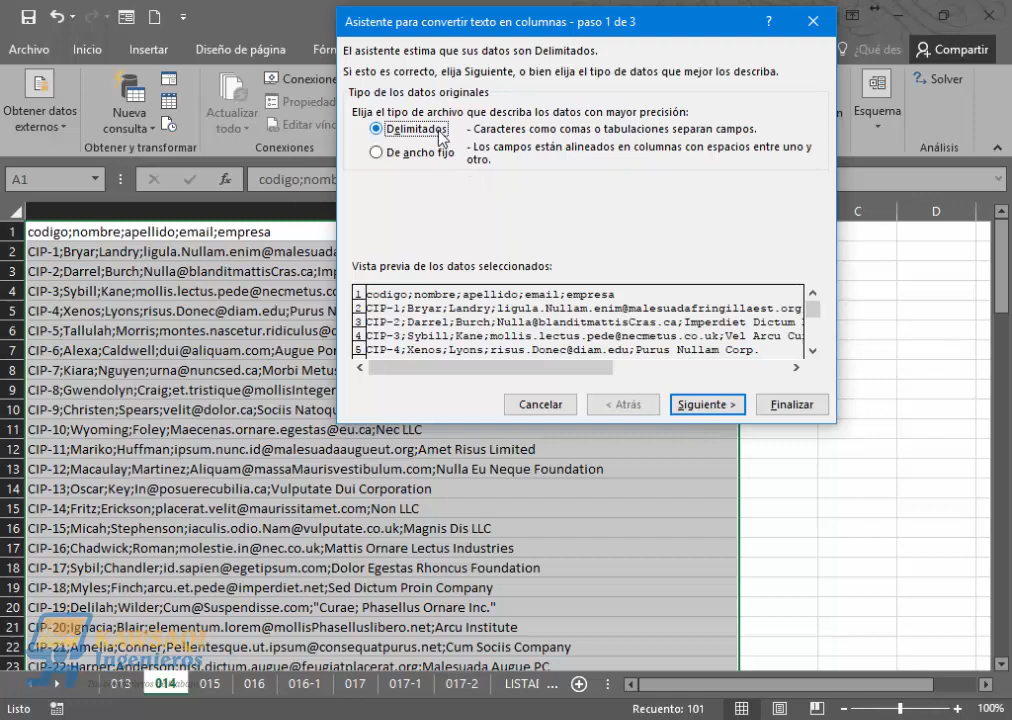 Asistente para convertir texto en columnas - paso 1 de 3
Archivo Inicio Insertar Diseño de página Fórm
¿Qué des
Compartir
Obtener datos externos
Nueva consulta
Obtener y transformar
Actualizar todo
Conexione
Propiedad
Editar vínc
Conexiones
Esquema
Solver
Análisis
El asistente estima que sus datos son Delimitados.
Si esto es correcto, elija Siguiente, o bien elija el tipo de datos que mejor los describa.
Tipo de los datos originales
Elija el tipo de archivo que describa los datos con mayor precisión:
Delimitados - Caracteres como comas o tabulaciones separan campos.
De ancho fijo - Los campos están alineados en columnas con espacios entre uno y
otro.
Vista previa de los datos seleccionados:
1 codigo;nombre;apellido;email;empresa
2 CIP-1;Bryar;Landry;ligula.Nullam.enim@malesuadafringillaest.org
3 CIP-2;Darrel;Burch;Nulla@blanditmattisCras.ca;Imperdiet Dictum
4 CIP-3;Sybill;Kane;mollis.lectus.pede@necmetus.co.uk;Vel Arcu Cu
5 CIP-4;Xenos;Lyons;risus.Donec@diam.edu;Purus Nullam Corp.
Cancelar < Atrás Siguiente > Finalizar
A1 fx codigo;nomb
C D
1 codigo;nombre;apellido;email;empresa
2 CIP-1;Bryar;Landry;ligula.Nullam.enim@malesuada
3 CIP-2;Darrel;Burch;Nulla@blanditmattisCras.ca;Imp
4 CIP-3;Sybill;Kane;mollis.lectus.pede@necmetus.co
5 CIP-4;Xenos;Lyons;risus.Donec@diam.edu;Purus N
6 CIP-5;Tallulah;Morris;montes.nascetur.ridiculus@c
7 CIP-6;Alexa;Caldwell;dui@aliquam.com;Augue Por
8 CIP-7;Kiara;Nguyen;urna@nuncsed.ca;Morbi Metus
9 CIP-8;Gwendolyn;Craig;et.tristique@mollisIntege
10 CIP-9;Christen;Spears;velit@dolor.ca;Sociis Natoqu
11 CIP-10;Wyoming;Foley;Maecenas.ornare.egestas@eu.ca;Nec LLC
12 CIP-11;Mariko;Huffman;ipsum.nunc.id@malesuadaaugueut.org;Amet Risus Limited
13 CIP-12;Macaulay;Martinez;Aliquam@massaMaurisvestibulum.com;Nulla Eu Neque Foundation
14 CIP-13;Oscar;Key;In@posuerecubilia.ca;Vulputate Dui Corporation
15 CIP-14;Fritz;Erickson;placerat.velit@maurissitamet.com;Non LLC
16 CIP-15;Micah;Stephenson;iaculis.odio.Nam@vulputate.co.uk;Magnis Dis LLC
17 CIP-16;Chadwick;Roman;molestie.in@nec.co.uk;Mattis Ornare Lectus Industries
18 CIP-17;Sybil;Chandler;id.sapien@egetipsum.com;Dolor Egestas Rhoncus Foundation
19 CIP-18;Myles;Finch;arcu.et.pede@imperdiet.net;Sed Dictum Proin Company
20 CIP-19;Delilah;Wilder;Cum@Suspendisse.com;"Curae; Phasellus Ornare Inc."
21 CIP-20;Ignacia;Blair;elementum.lorem@mollisPhaselluslibero.net;Arcu Institute
22 CIP-21;Amelia;Conner;Pellentesque.ut.ipsum@consequatpurus.net;Cum Sociis Company
23 CIP-22;Harper;Anderson;nisi.dictum.augue@feugiatplacerat.org;Malesuada Augue PC
Ingenieros
013 014 015 016 016-1 017 017-1 017-2 LISTAI ...
Listo
Recuento: 101
100%